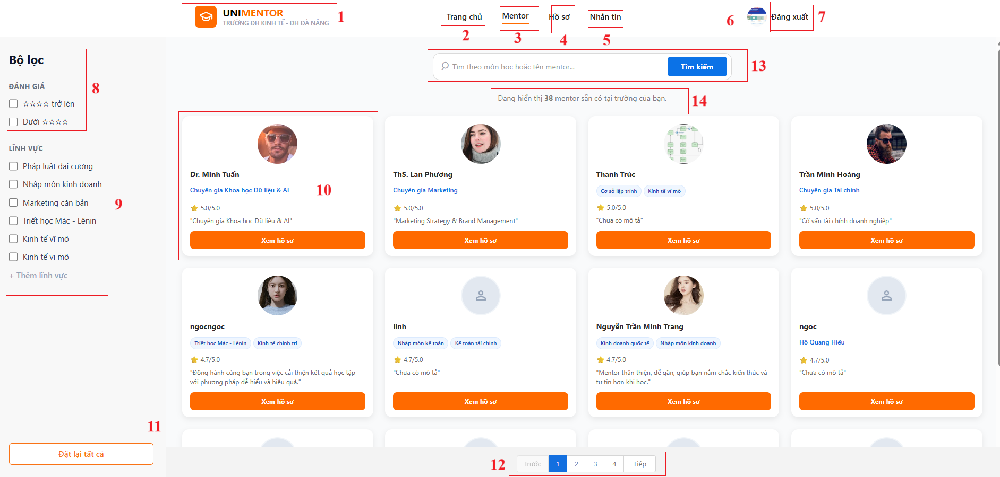 UNIMENTOR
TRƯỜNG ĐH KINH TẾ - ĐH ĐÀ NẴNG
1
Trang chủ
2
Mentor
3
Hồ sơ
4
Nhắn tin
5
6
Đăng xuất
7
Bộ lọc
ĐÁNH GIÁ
☆☆☆☆ trở lên
Dưới ☆☆☆☆
8
LĨNH VỰC
Pháp luật đại cương
Nhập môn kinh doanh
Marketing căn bản
Triết học Mác - Lênin
Kinh tế vĩ mô
Kinh tế vi mô
+ Thêm lĩnh vực
9
11
Đặt lại tất cả
Tìm theo môn học hoặc tên mentor...
Tìm kiếm
13
Đang hiển thị 38 mentor sẵn có tại trường của bạn.
14
Dr. Minh Tuấn
Chuyên gia Khoa học Dữ liệu & AI
10
5.0/5.0
"Chuyên gia Khoa học Dữ liệu & AI"
Xem hồ sơ
ThS. Lan Phương
Chuyên gia Marketing
5.0/5.0
"Marketing Strategy & Brand Management"
Xem hồ sơ
Thanh Trúc
Cơ sở lập trình Kinh tế vĩ mô
5.0/5.0
"Chưa có mô tả"
Xem hồ sơ
Trần Minh Hoàng
Chuyên gia Tài chính
5.0/5.0
"Cố vấn tài chính doanh nghiệp"
Xem hồ sơ
ngocngoc
Triết học Mác - Lênin Kinh tế chính trị
4.7/5.0
"Đồng hành cùng bạn trong việc cải thiện kết quả học tập
với phương pháp dễ hiểu và hiệu quả."
Xem hồ sơ
linh
Nhập môn kế toán Kế toán tài chính
4.7/5.0
"Chưa có mô tả"
Xem hồ sơ
Nguyễn Trần Minh Trang
Kinh doanh quốc tế Nhập môn kinh doanh
4.7/5.0
"Mentor thân thiện, dễ gần, giúp bạn nắm chắc kiến thức và
tự tin hơn khi học."
Xem hồ sơ
ngoc
Hồ Quang Hiếu
4.7/5.0
"Chưa có mô tả"
Xem hồ sơ
12
Trước 1 2 3 4 Tiếp